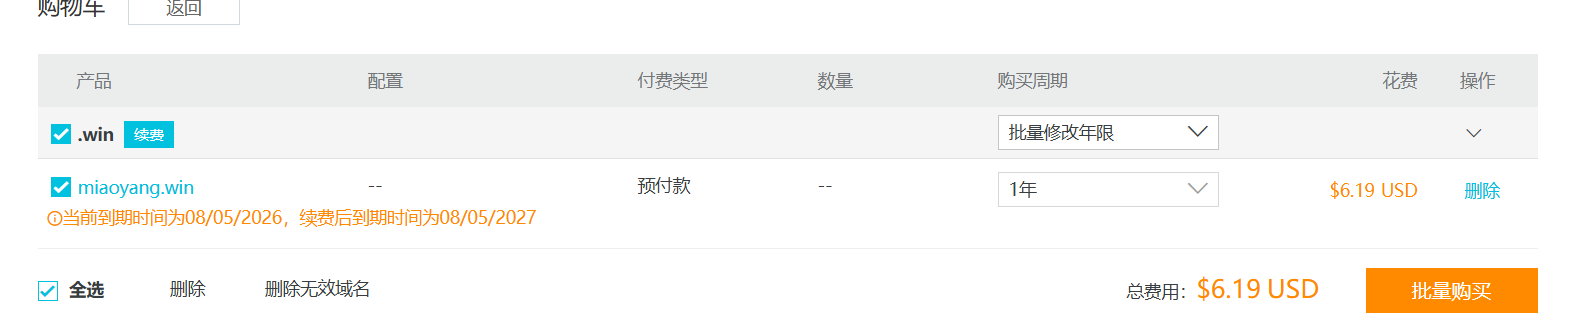 购物车 返回
产品 配置 付费类型 数量 购买周期 花费 操作
.win 续费 批量修改年限
miaoyang.win -- 预付款 -- 1年 $6.19 USD 删除
当前到期时间为08/05/2026，续费后到期时间为08/05/2027
全选 删除 删除无效域名 总费用：$6.19 USD 批量购买